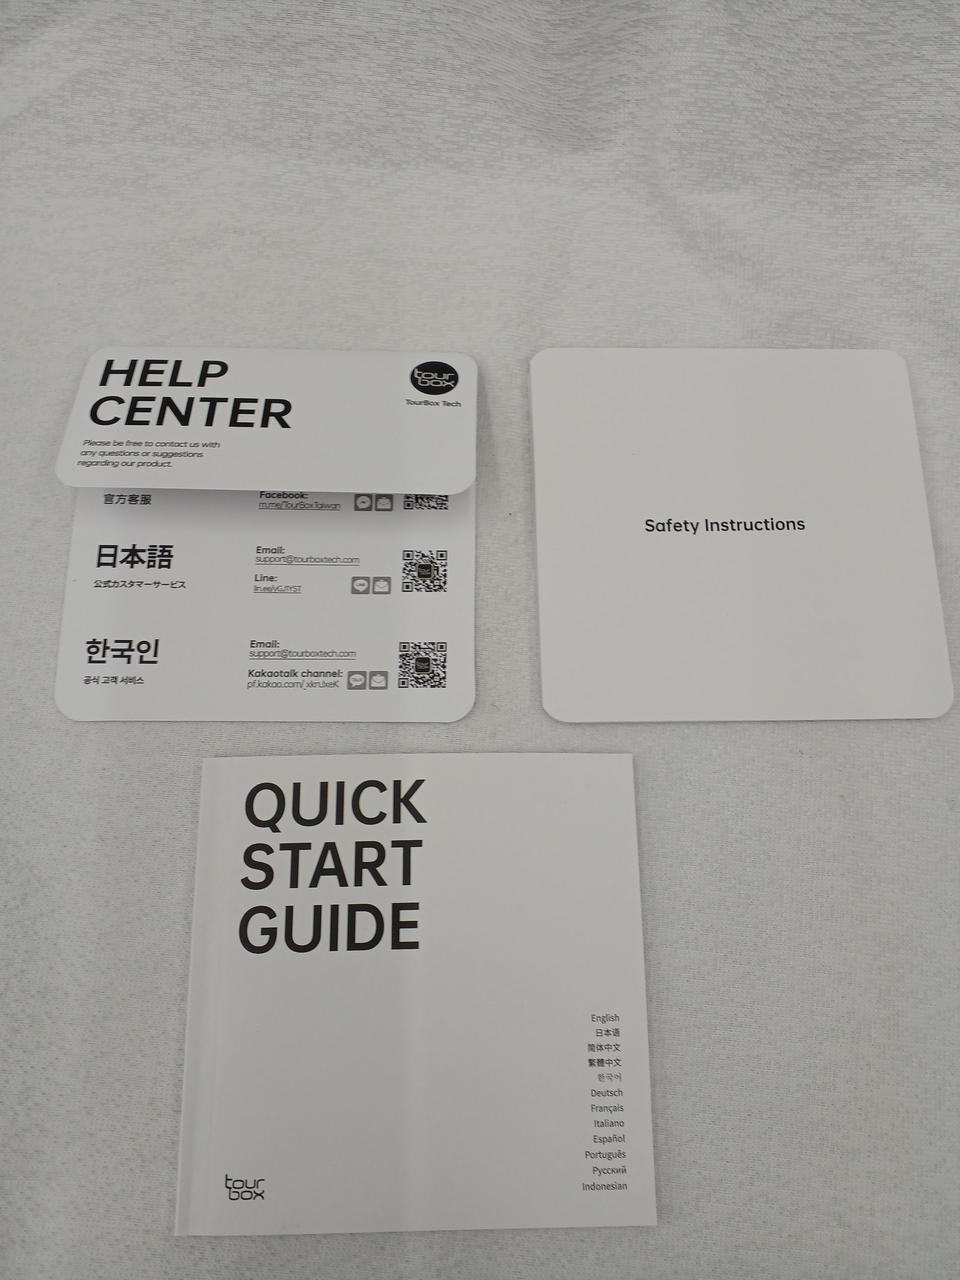 HELP
CENTER
Please be free to contact us with
any questions or suggestions
regarding our product.
tour
box
TourBox Tech
官方客服
Facebook:
m.me/TourBoxTaiwan
日本語
公式カスタマーサービス
Email:
support@tourboxtech.com
Line:
한국인
공식 고객 서비스
Email:
support@tourboxtech.com
Kakaotalk channel:
TALK
Safety Instructions
QUICK
START
GUIDE
English
日本语
简体中文
繁體中文
한국어
Deutsch
Français
Italiano
Español
Português
Русский
Indonesian
tour
box